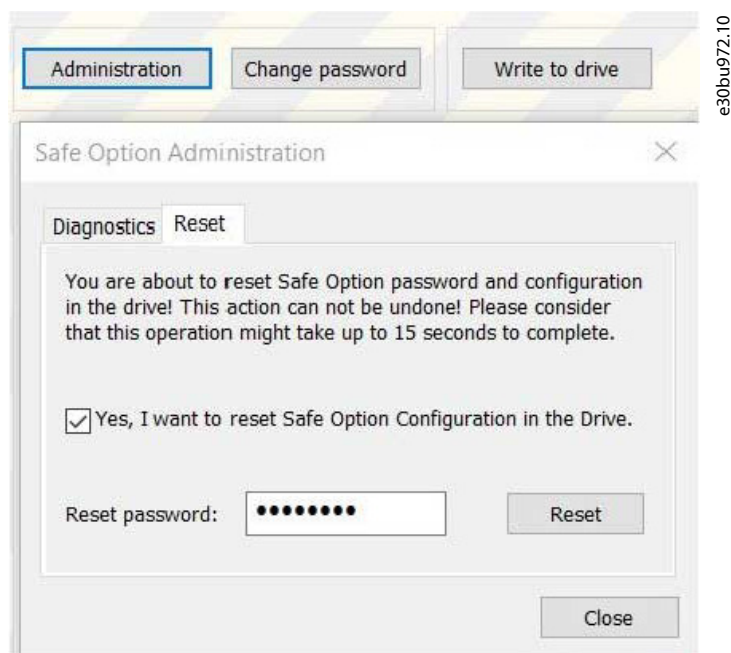 Administration
Change password
Write to drive
e30bu972.10
Safe Option Administration
Diagnostics
Reset
You are about to reset Safe Option password and configuration
in the drive! This action can not be undone! Please consider
that this operation might take up to 15 seconds to complete.
Yes, I want to reset Safe Option Configuration in the Drive.
Reset password:
Reset
Close